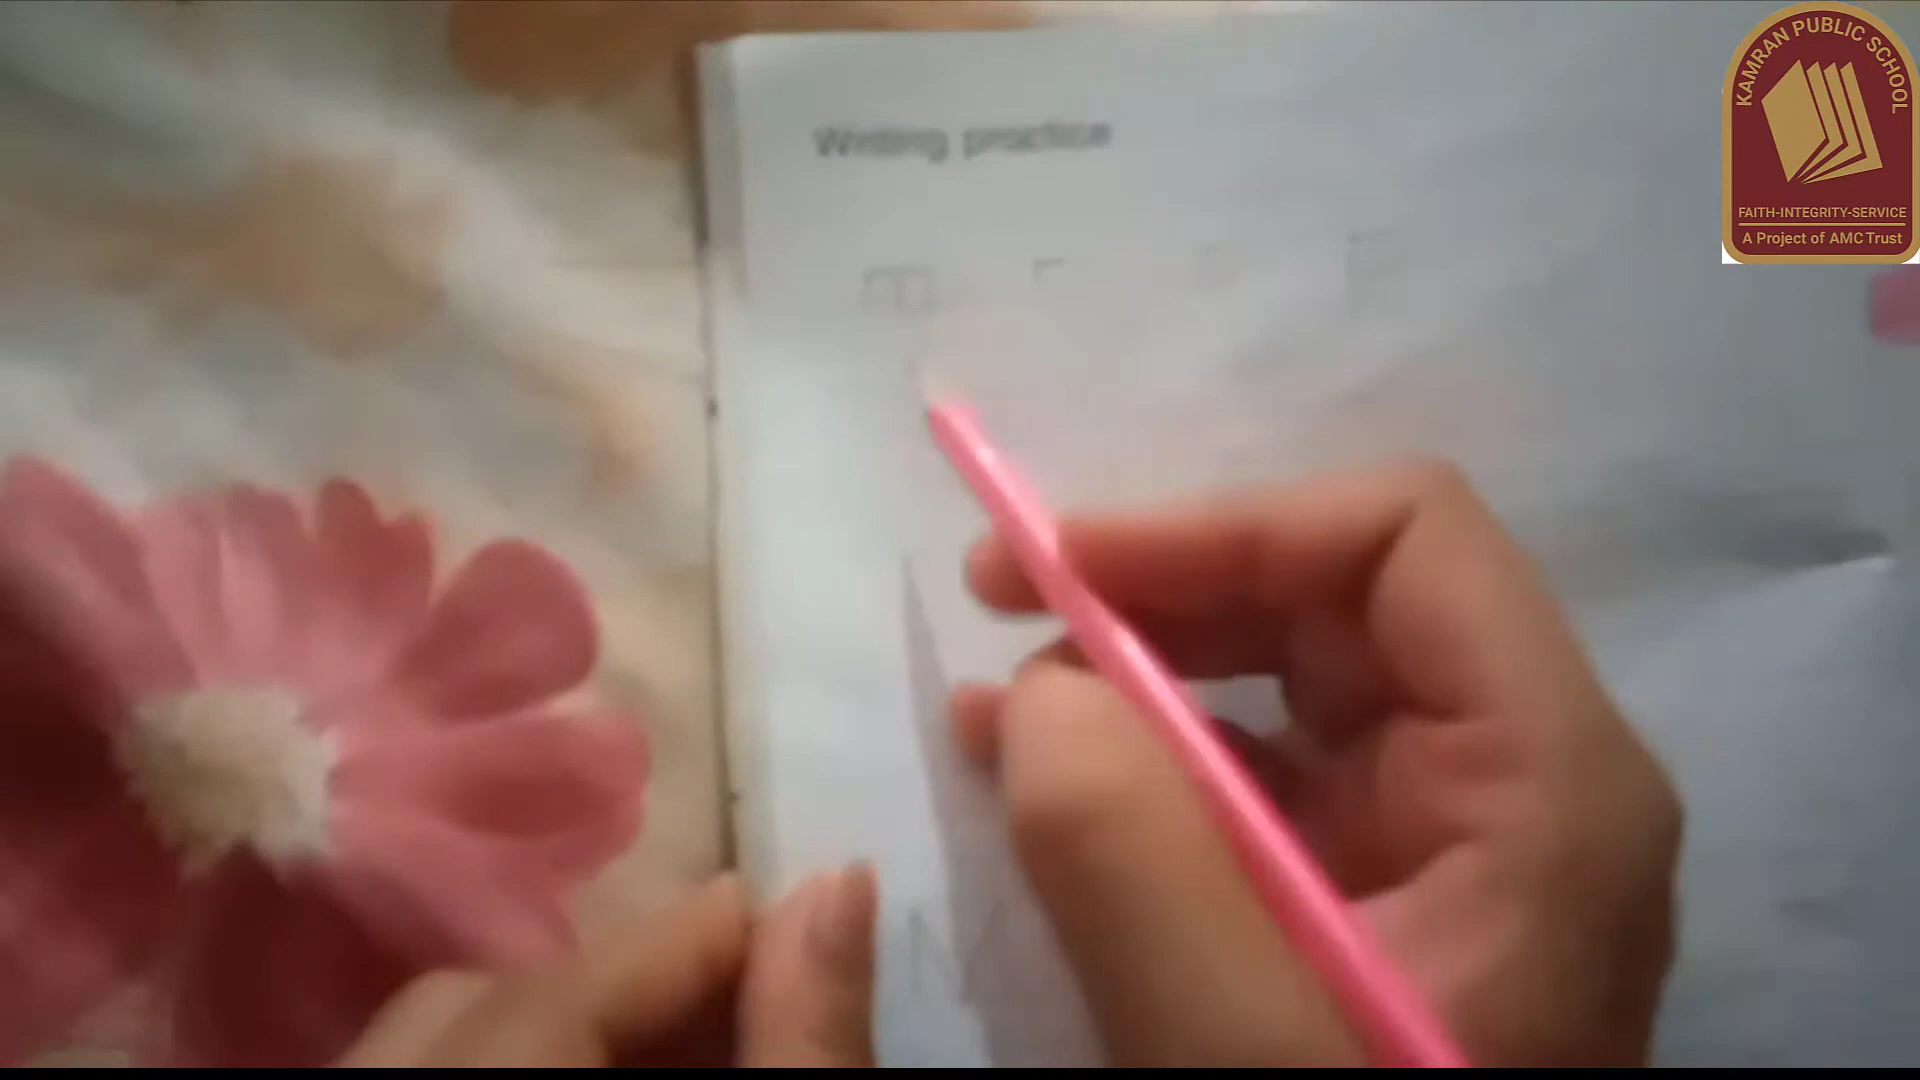 Writing practice
KAMRAN PUBLIC SCHOOL
FAITH-INTEGRITY-SERVICE
A Project of AMC Trust